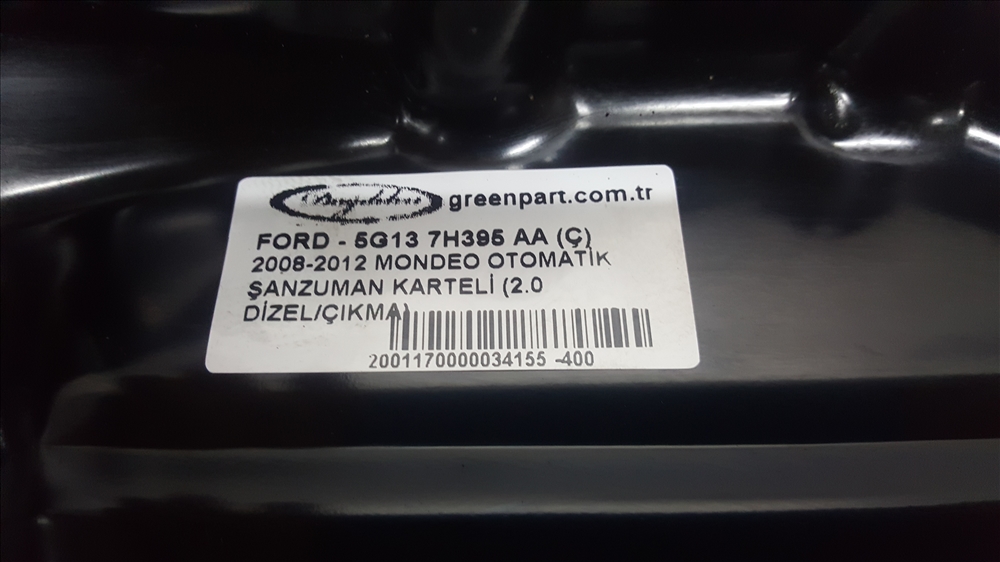 greenpart.com.tr
FORD - 5G13 7H395 AA (Ç)
2008-2012 MONDEO OTOMATİK
ŞANZUMAN KARTELİ (2.0
DİZEL/ÇIKMA)
2001170000034155 -400